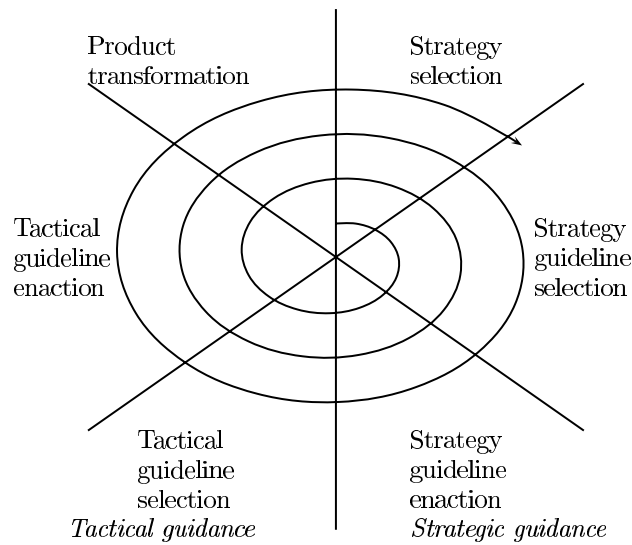 Product
transformation
Strategy
selection
Tactical
guideline
enaction
Strategy
guideline
selection
Tactical
guideline
selection
Tactical guidance
Strategy
guideline
enaction
Strategic guidance